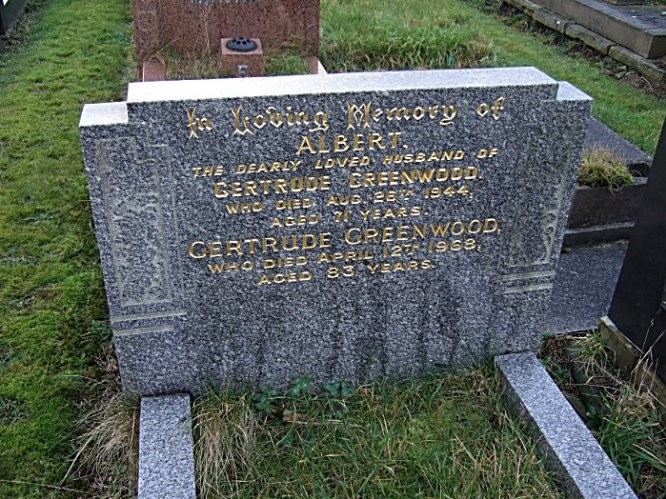 In Loving Memory of
ALBERT,
THE DEARLY LOVED HUSBAND OF
GERTRUDE GREENWOOD,
WHO DIED AUG. 28TH 1944,
AGED 71 YEARS.
GERTRUDE GREENWOOD,
WHO DIED APRIL 12TH 1968,
AGED 83 YEARS.